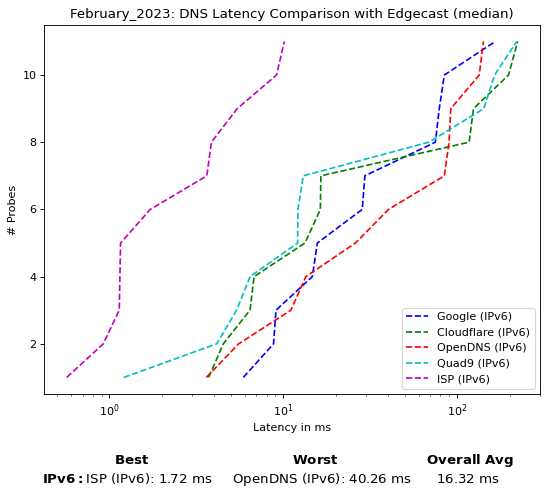 February_2023: DNS Latency Comparison with Edgecast (median)
# Probes
10
8
6
4
2
Google (IPv6)
Cloudflare (IPv6)
OpenDNS (IPv6)
Quad9 (IPv6)
ISP (IPv6)
10^0 10^1 10^2
Latency in ms
Best Worst Overall Avg
IPv6: ISP (IPv6): 1.72 ms OpenDNS (IPv6): 40.26 ms 16.32 ms